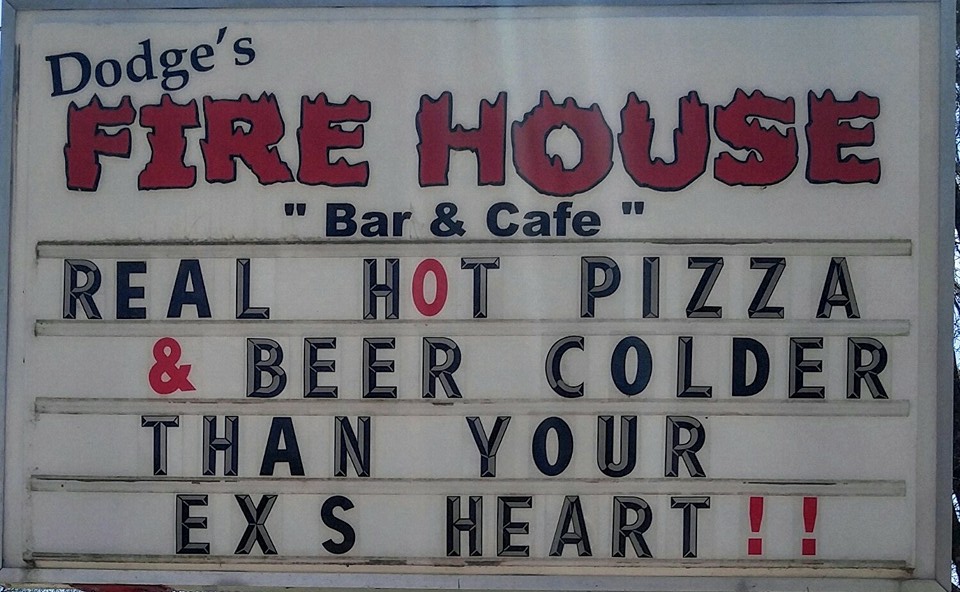 Dodge's
FIRE HOUSE
" Bar & Cafe "
REAL HOT PIZZA
& BEER COLDER
THAN YOUR
EXS HEART!!